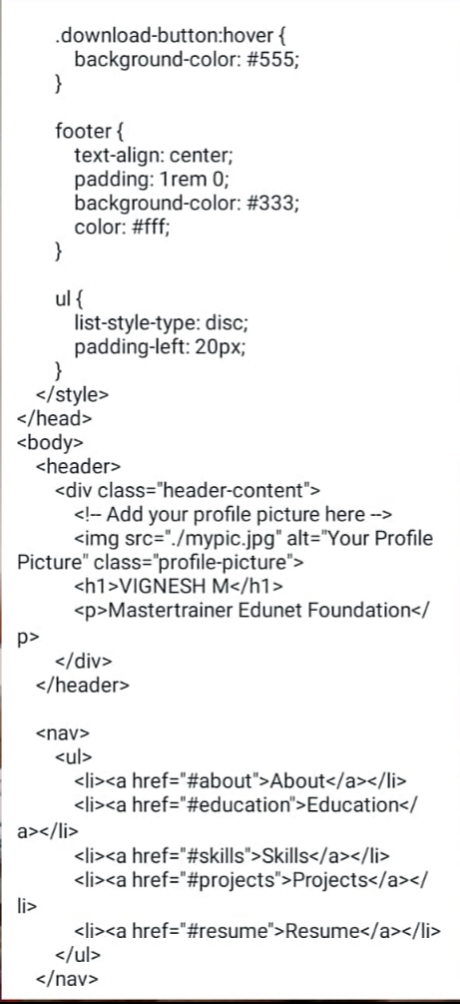 .download-button:hover {
background-color: #555;
}
footer {
text-align: center;
padding: 1rem 0;
background-color: #333;
color: #fff;
}
ul {
list-style-type: disc;
padding-left: 20px;
}
</style>
</head>
<body>
<header>
<div class="header-content">
<!-- Add your profile picture here -->
<img src="./mypic.jpg" alt="Your Profile
Picture" class="profile-picture">
<h1>VIGNESH M</h1>
<p>Mastertrainer Edunet Foundation</
p>
</div>
</header>
<nav>
<ul>
<li><a href="#about">About</a></li>
<li><a href="#education">Education</
a></li>
<li><a href="#skills">Skills</a></li>
<li><a href="#projects">Projects</a></
li>
<li><a href="#resume">Resume</a></li>
</ul>
</nav>